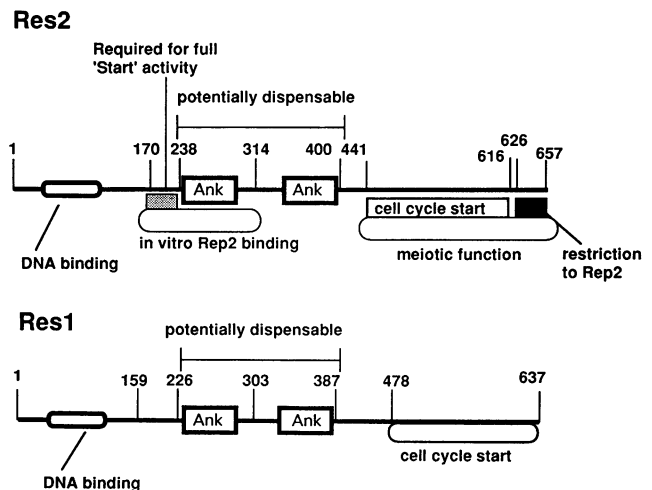 Res2
Required for full
'Start' activity
potentially dispensable
1
170
238
314
400
441
616
626
657
Ank
Ank
cell cycle start
in vitro Rep2 binding
meiotic function
DNA binding
restriction
to Rep2
Res1
potentially dispensable
1
159
226
303
387
478
637
Ank
Ank
cell cycle start
DNA binding